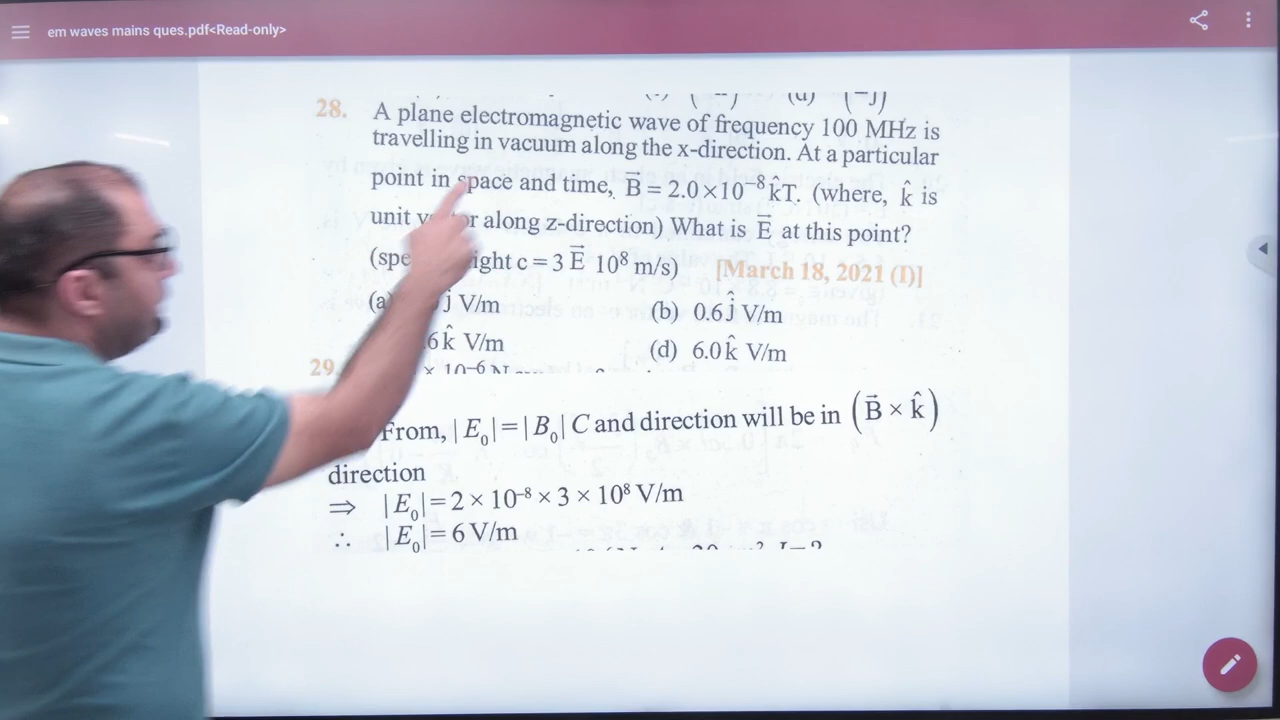 em waves mains ques.pdf<Read-only>
28. A plane electromagnetic wave of frequency 100 MHz is
travelling in vacuum along the x-direction. At a particular
point in space and time, B⃗ = 2.0 × 10⁻⁸ k̂T. (where, k̂ is
unit along z-direction) What is E⃗ at this point?
c = 3 E⃗ 10⁸ m/s) [March 18, 2021 (I)]
(a) ĵ V/m (b) 0.6 ĵ V/m
6 k̂ V/m (d) 6.0 k̂ V/m
29. × 10⁻⁶ N
From, |E₀| = |B₀| C and direction will be in (B⃗ × k̂)
direction
⇒ |E₀| = 2 × 10⁻⁸ × 3 × 10⁸ V/m
∴ |E₀| = 6 V/m